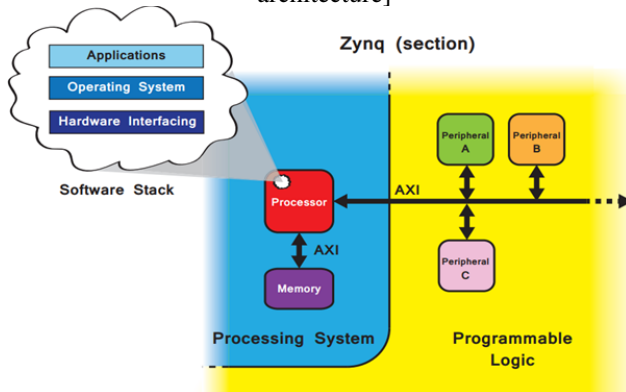 architecture]
Zynq (section)
Applications
Operating System
Hardware Interfacing
Software Stack
Peripheral
A
Peripheral
B
AXI
Processor
AXI
Peripheral
C
Memory
Processing System
Programmable
Logic